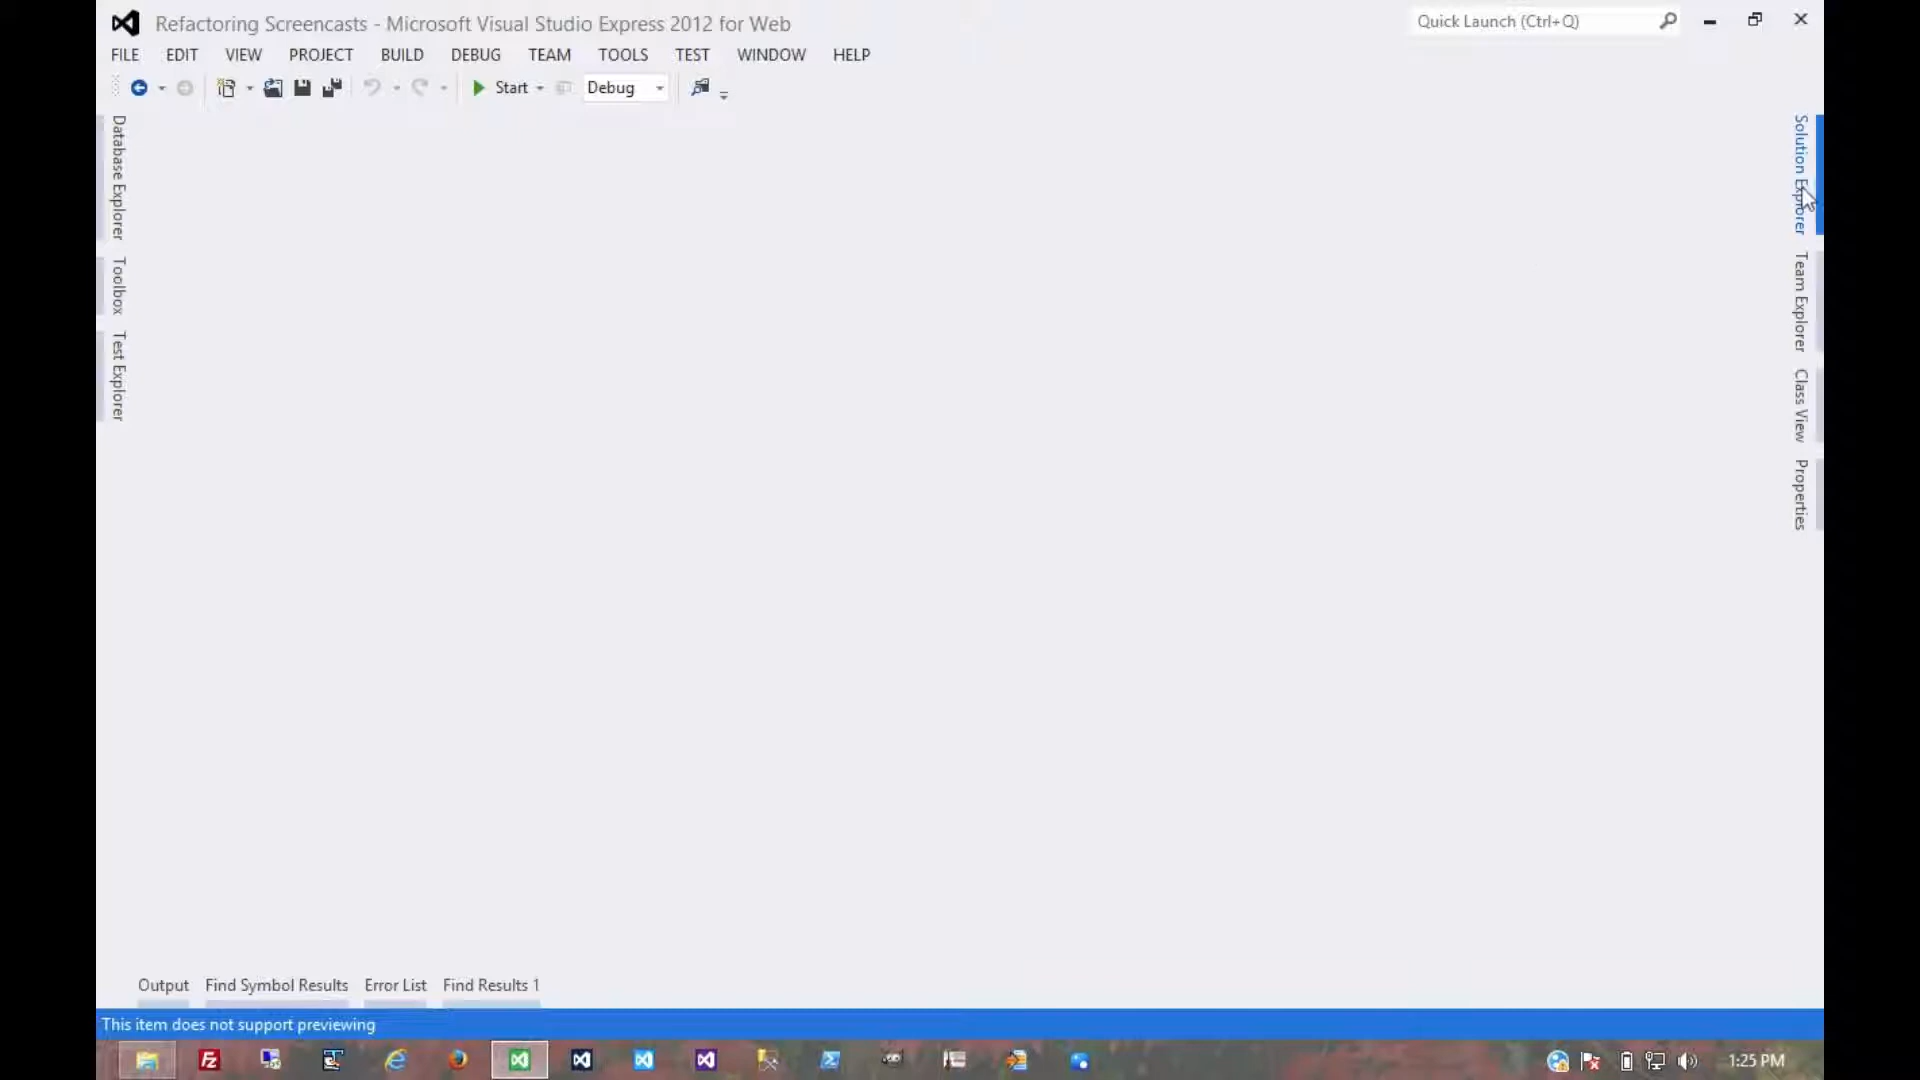 Refactoring Screencasts - Microsoft Visual Studio Express 2012 for Web
Quick Launch (Ctrl+Q)
FILE EDIT VIEW PROJECT BUILD DEBUG TEAM TOOLS TEST WINDOW HELP
Start Debug
Database Explorer
Toolbox
Test Explorer
Solution Explorer
Team Explorer
Class View
Properties
Output Find Symbol Results Error List Find Results 1
This item does not support previewing
1:25 PM